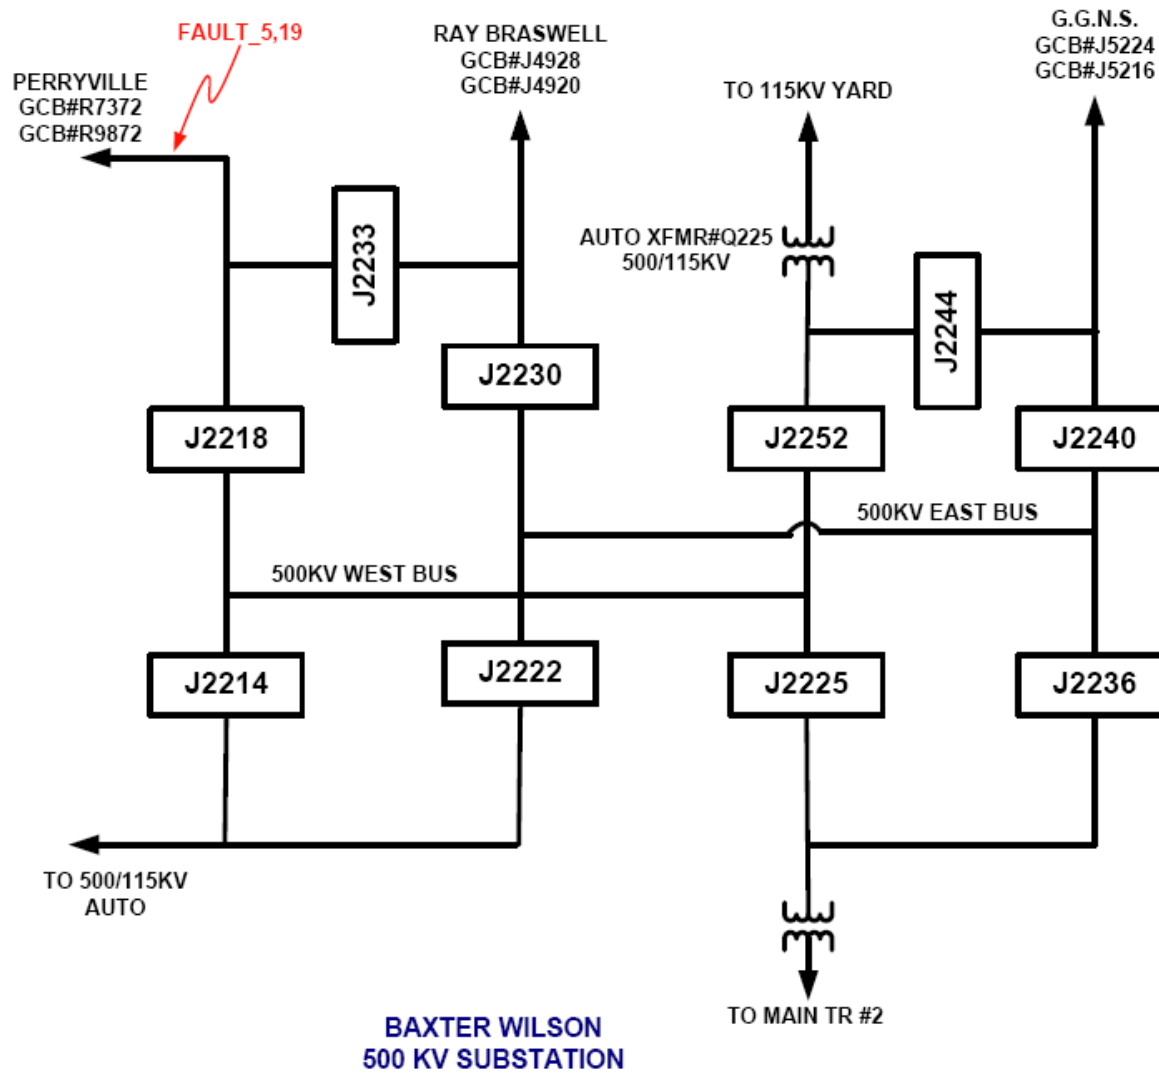 FAULT_5,19
PERRYVILLE
GCB#R7372
GCB#R9872
RAY BRASWELL
GCB#J4928
GCB#J4920
TO 115KV YARD
G.G.N.S.
GCB#J5224
GCB#J5216
AUTO XFMR#Q225
500/115KV
J2233
J2244
J2230
J2218
J2252
J2240
500KV EAST BUS
500KV WEST BUS
J2214
J2222
J2225
J2236
TO 500/115KV
AUTO
TO MAIN TR #2
BAXTER WILSON
500 KV SUBSTATION